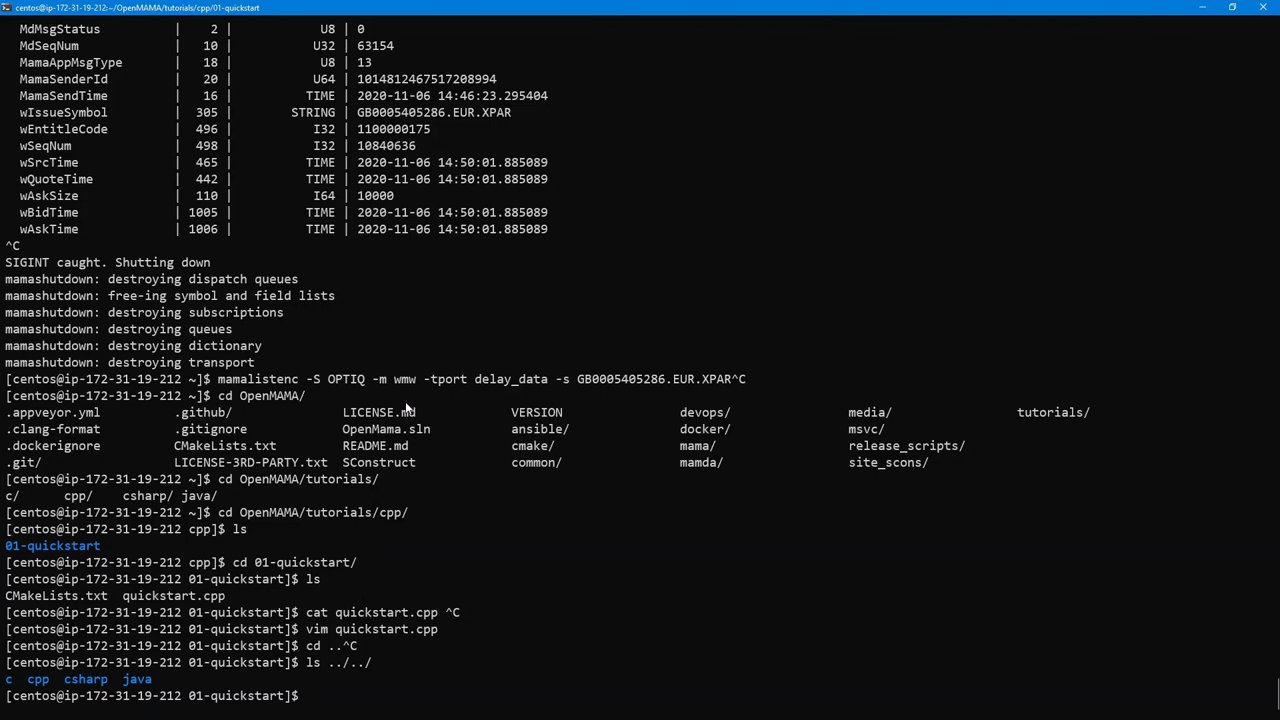 centos@ip-172-31-19-212:~/OpenMAMA/tutorials/cpp/01-quickstart
MdMsgStatus | 2 | U8 | 0
MdSeqNum | 10 | U32 | 63154
MamaAppMsgType | 18 | U8 | 13
MamaSenderId | 20 | U64 | 1014812467517208994
MamaSendTime | 16 | TIME | 2020-11-06 14:46:23.295404
wIssueSymbol | 305 | STRING | GB0005405286.EUR.XPAR
wEntitleCode | 496 | I32 | 1100000175
wSeqNum | 498 | I32 | 10840636
wSrcTime | 465 | TIME | 2020-11-06 14:50:01.885089
wQuoteTime | 442 | TIME | 2020-11-06 14:50:01.885089
wAskSize | 110 | I64 | 10000
wBidTime | 1005 | TIME | 2020-11-06 14:50:01.885089
wAskTime | 1006 | TIME | 2020-11-06 14:50:01.885089
^C
SIGINT caught. Shutting down
mamashutdown: destroying dispatch queues
mamashutdown: free-ing symbol and field lists
mamashutdown: destroying subscriptions
mamashutdown: destroying queues
mamashutdown: destroying dictionary
mamashutdown: destroying transport
[centos@ip-172-31-19-212 ~]$ mamalistenc -S OPTIQ -m wmw -tport delay_data -s GB0005405286.EUR.XPAR^C
[centos@ip-172-31-19-212 ~]$ cd OpenMAMA/
.appveyor.yml .github/ LICENSE.md VERSION devops/ media/ tutorials/
.clang-format .gitignore OpenMama.sln ansible/ docker/ msvc/
.dockerignore CMakeLists.txt README.md cmake/ mama/ release_scripts/
.git/ LICENSE-3RD-PARTY.txt SConstruct common/ mamda/ site_scons/
[centos@ip-172-31-19-212 ~]$ cd OpenMAMA/tutorials/
c/ cpp/ csharp/ java/
[centos@ip-172-31-19-212 ~]$ cd OpenMAMA/tutorials/cpp/
[centos@ip-172-31-19-212 cpp]$ ls
01-quickstart
[centos@ip-172-31-19-212 cpp]$ cd 01-quickstart/
[centos@ip-172-31-19-212 01-quickstart]$ ls
CMakeLists.txt quickstart.cpp
[centos@ip-172-31-19-212 01-quickstart]$ cat quickstart.cpp ^C
[centos@ip-172-31-19-212 01-quickstart]$ vim quickstart.cpp
[centos@ip-172-31-19-212 01-quickstart]$ cd ..^C
[centos@ip-172-31-19-212 01-quickstart]$ ls ../../
c cpp csharp java
[centos@ip-172-31-19-212 01-quickstart]$